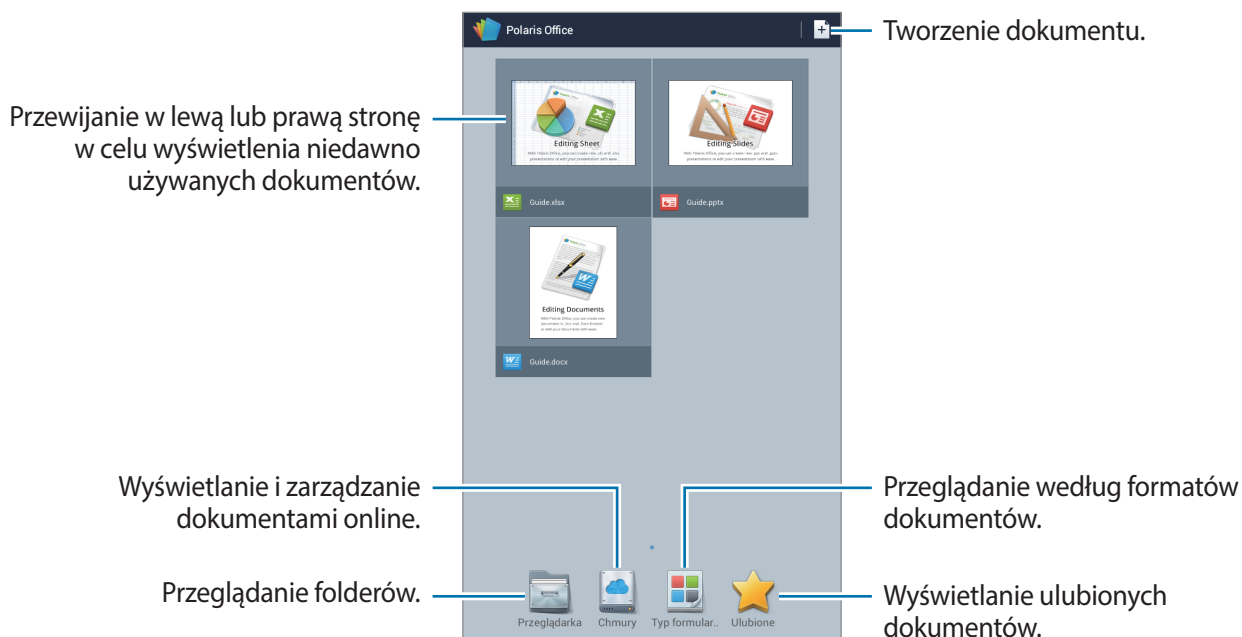 Polaris Office
Tworzenie dokumentu.
Przewijanie w lewą lub prawą stronę
w celu wyświetlenia niedawno
używanych dokumentów.
Editing Sheet
Editing Slides
Guide.xlsx
Guide.pptx
Editing Documents
Guide.docx
Wyświetlanie i zarządzanie
dokumentami online.
Przeglądanie według formatów
dokumentów.
Przeglądanie folderów.
Wyświetlanie ulubionych
dokumentów.
Przeglądarka
Chmury
Typ formular..
Ulubione